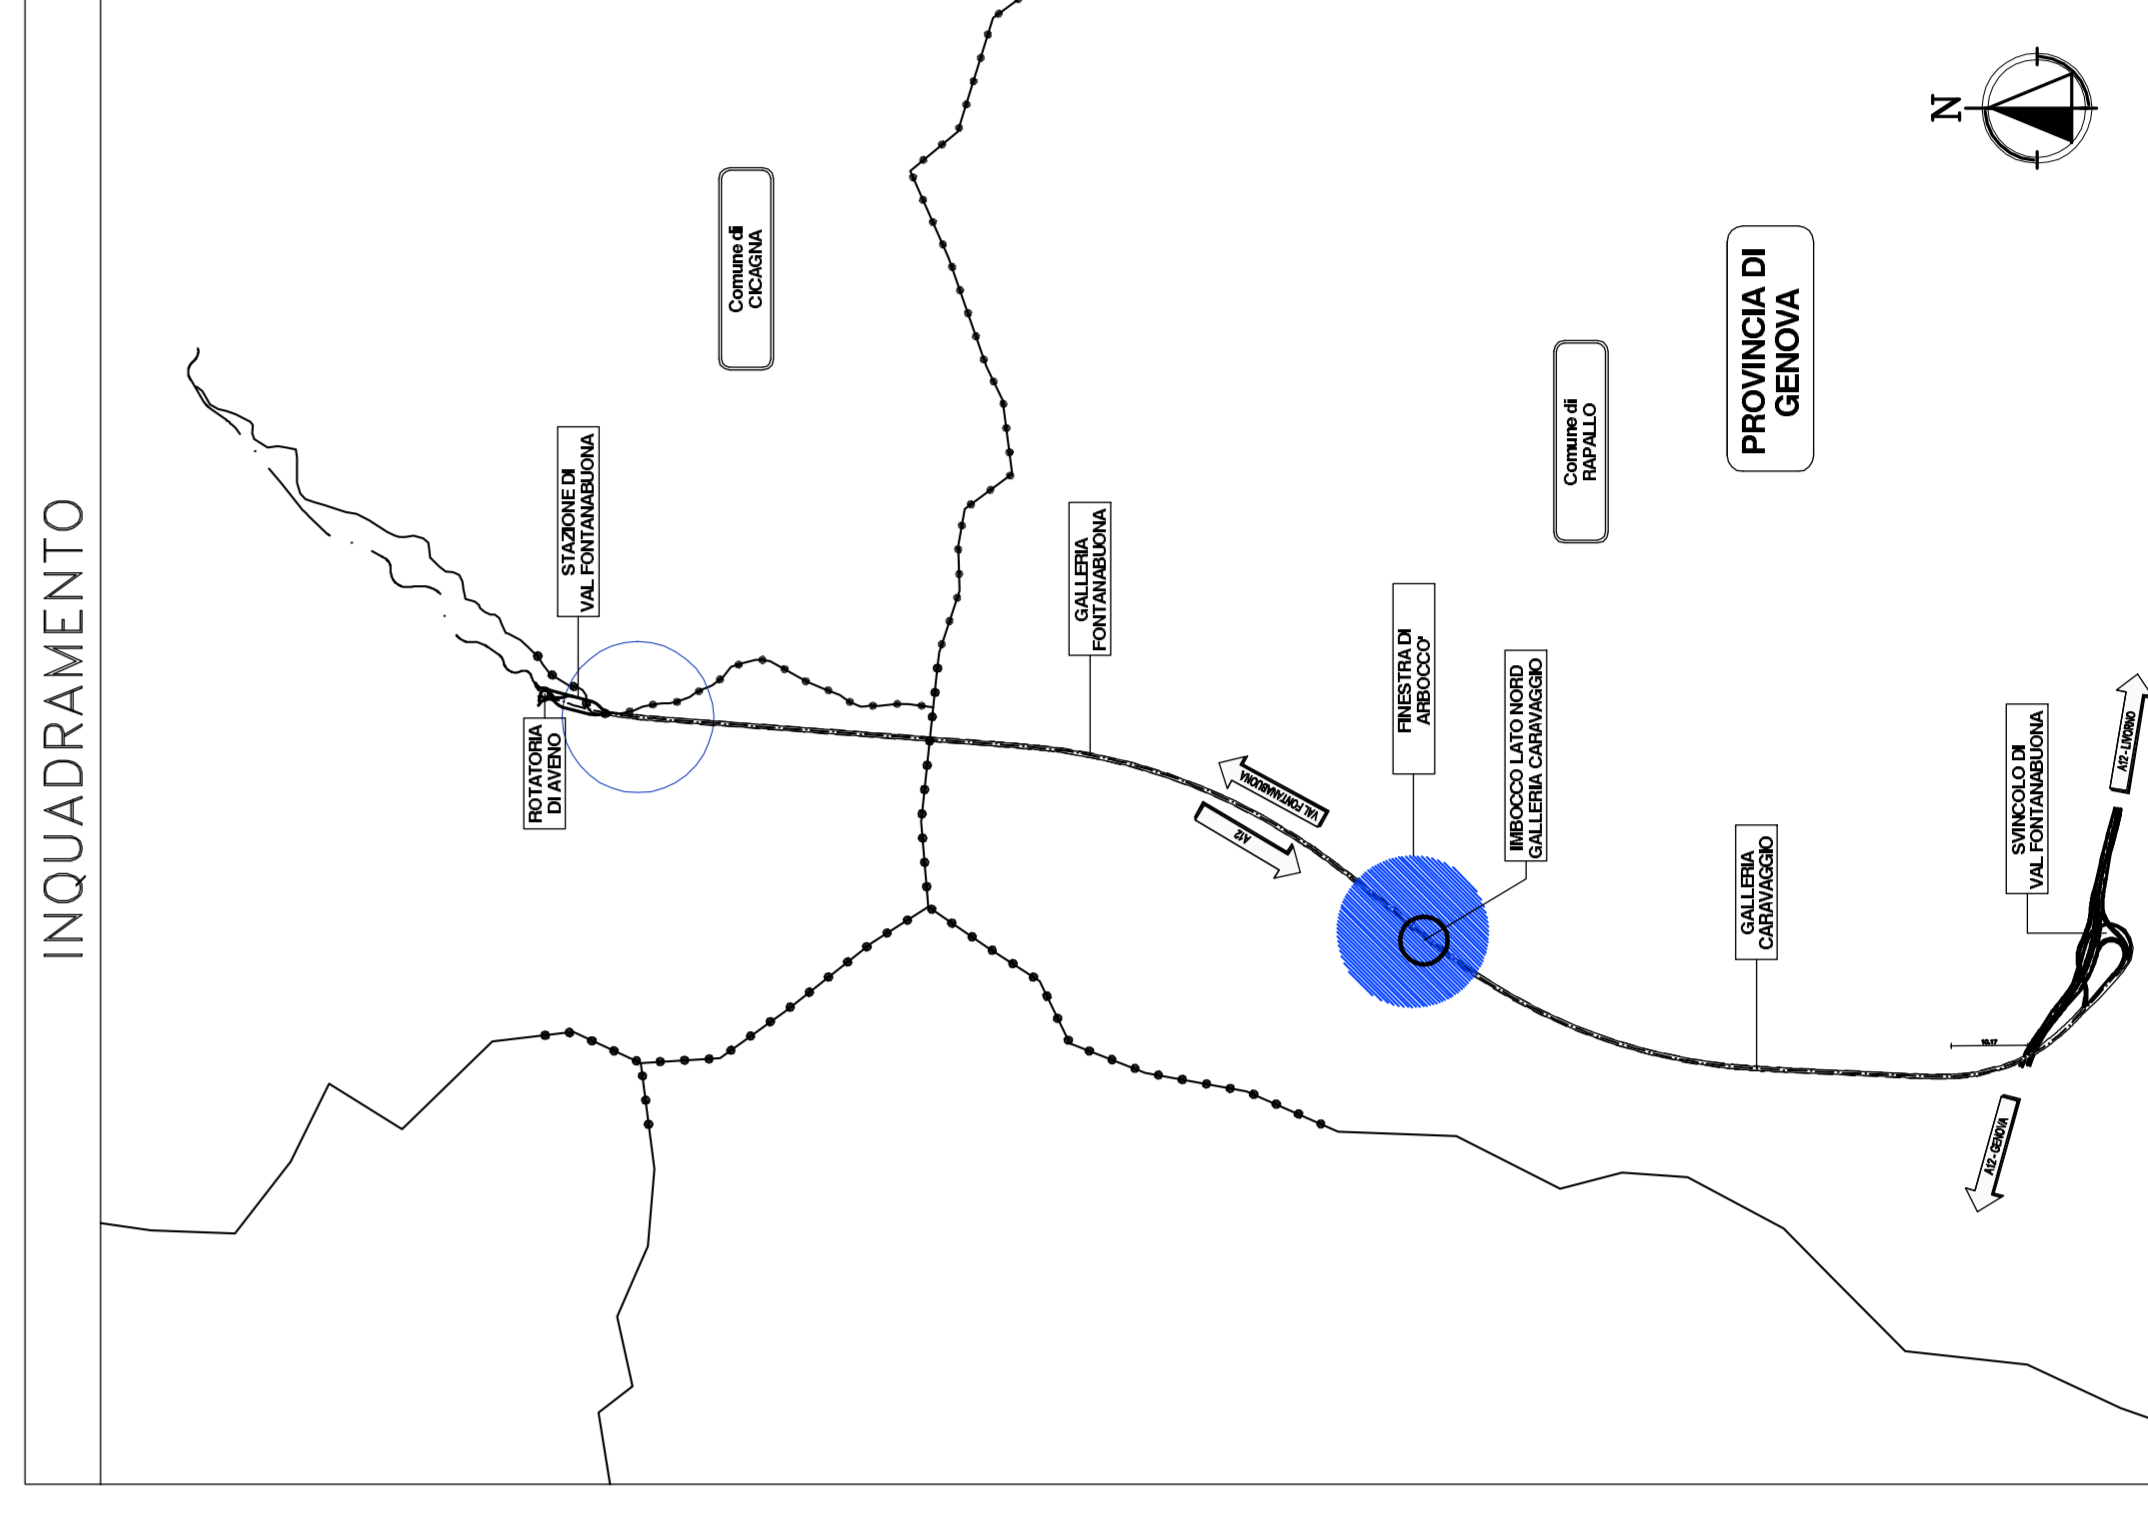 INQUADRAMENTO
ROTATORIA
DI AVENO
STAZIONE DI
VAL FONTANABUONA
Comune di
CICAGNA
GALLERIA
FONTANABUONA
A12
VAL FONTANABUONA
FINESTRA DI
ARBOCCO'
IMBOCCO LATO NORD
GALLERIA CARAVAGGIO
Comune di
RAPALLO
PROVINCIA DI
GENOVA
GALLERIA
CARAVAGGIO
N
SVINCOLO DI
VAL FONTANABUONA
10.17
A12 - GENOVA
A12 - LIVORNO